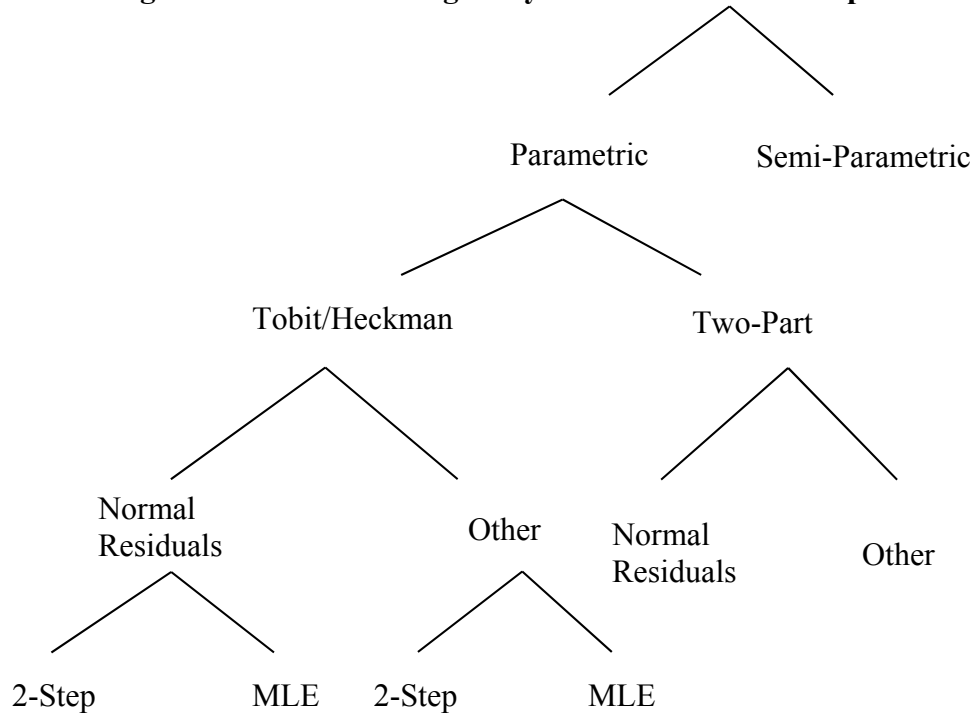 Parametric
Semi-Parametric
Tobit/Heckman
Two-Part
Normal
Residuals
Other
Normal
Residuals
Other
2-Step
MLE
2-Step
MLE